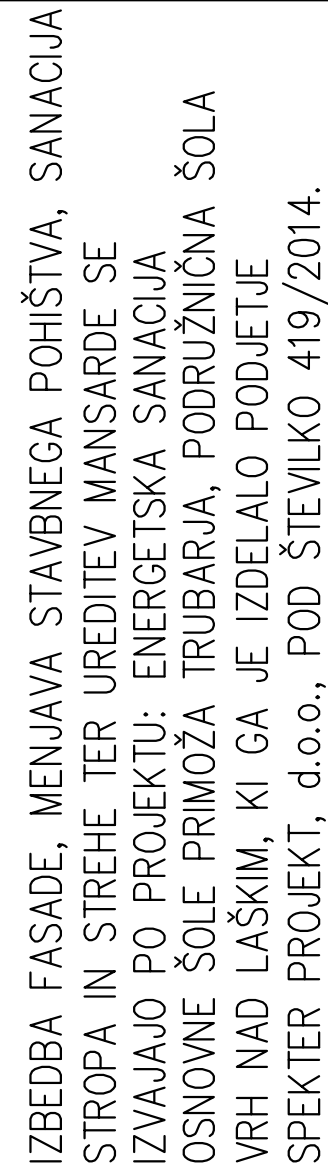 IZBEDBA FASADE, MENJAVA STAVBNEGA POHIŠTVA, SANACIJA
STROPA IN STREHE TER UREDITEV MANSARDE SE
IZVAJAJO PO PROJEKTU: ENERGETSKA SANACIJA
OSNOVNE ŠOLE PRIMOŽA TRUBARJA, PODRUŽNIČNA ŠOLA
VRH NAD LAŠKIM, KI GA JE IZDELALO PODJETJE
SPEKTER PROJEKT, d.o.o., POD ŠTEVILKO 419/2014.